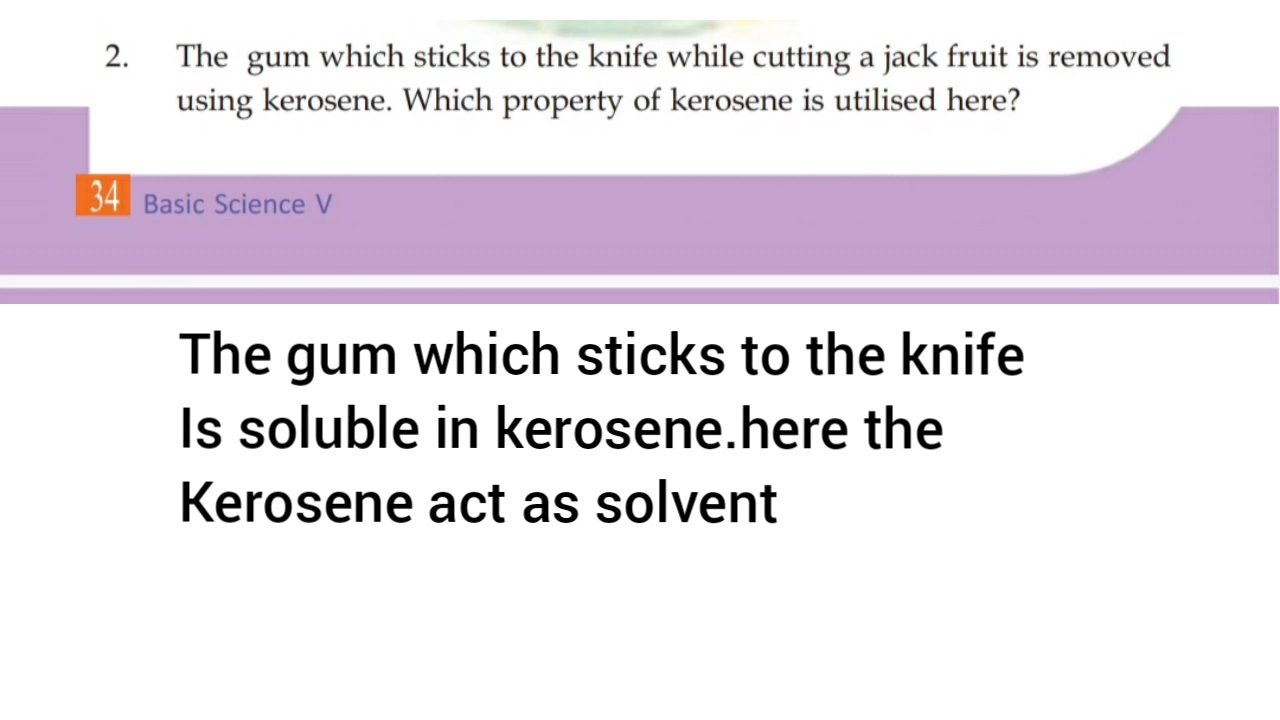 2. The gum which sticks to the knife while cutting a jack fruit is removed
using kerosene. Which property of kerosene is utilised here?
34 Basic Science V
The gum which sticks to the knife
Is soluble in kerosene.here the
Kerosene act as solvent